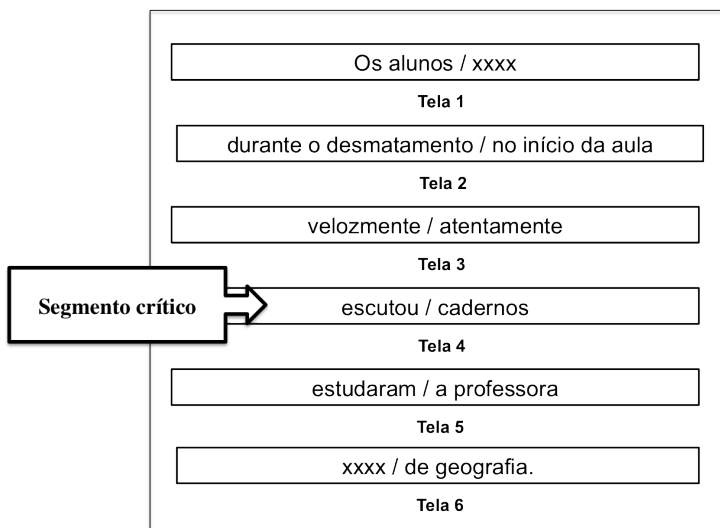 Os alunos / xxxx
Tela 1
durante o desmatamento / no início da aula
Tela 2
velozmente / atentamente
Tela 3
Segmento crítico
escutou / cadernos
Tela 4
estudaram / a professora
Tela 5
xxxx / de geografia.
Tela 6